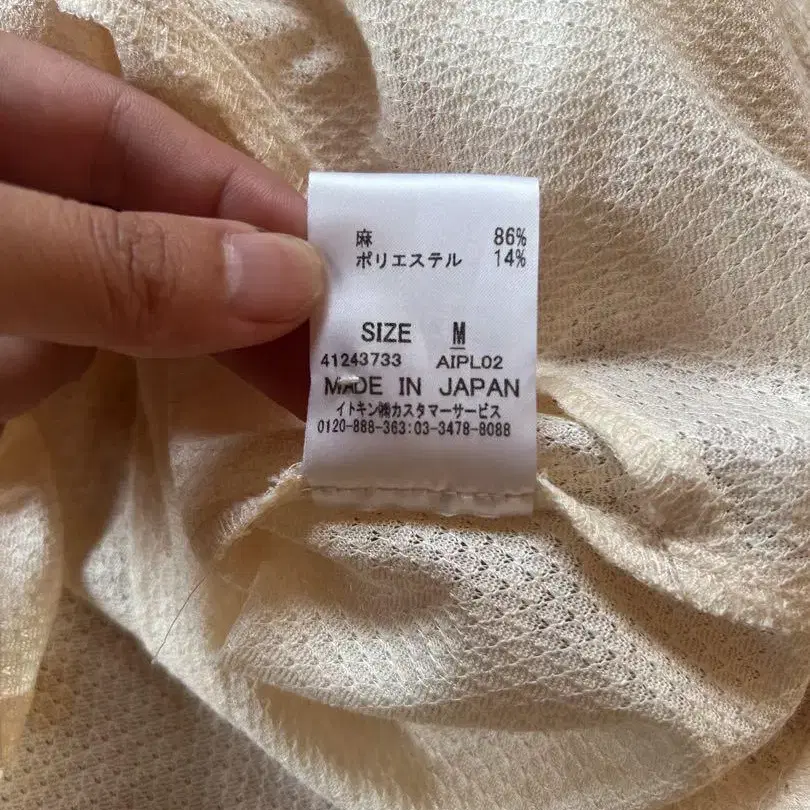 麻 86%
ポリエステル 14%
SIZE M
41243733 AIPL02
MADE IN JAPAN
イトキン㈱カスタマーサービス
0120-888-363:03-3478-8088